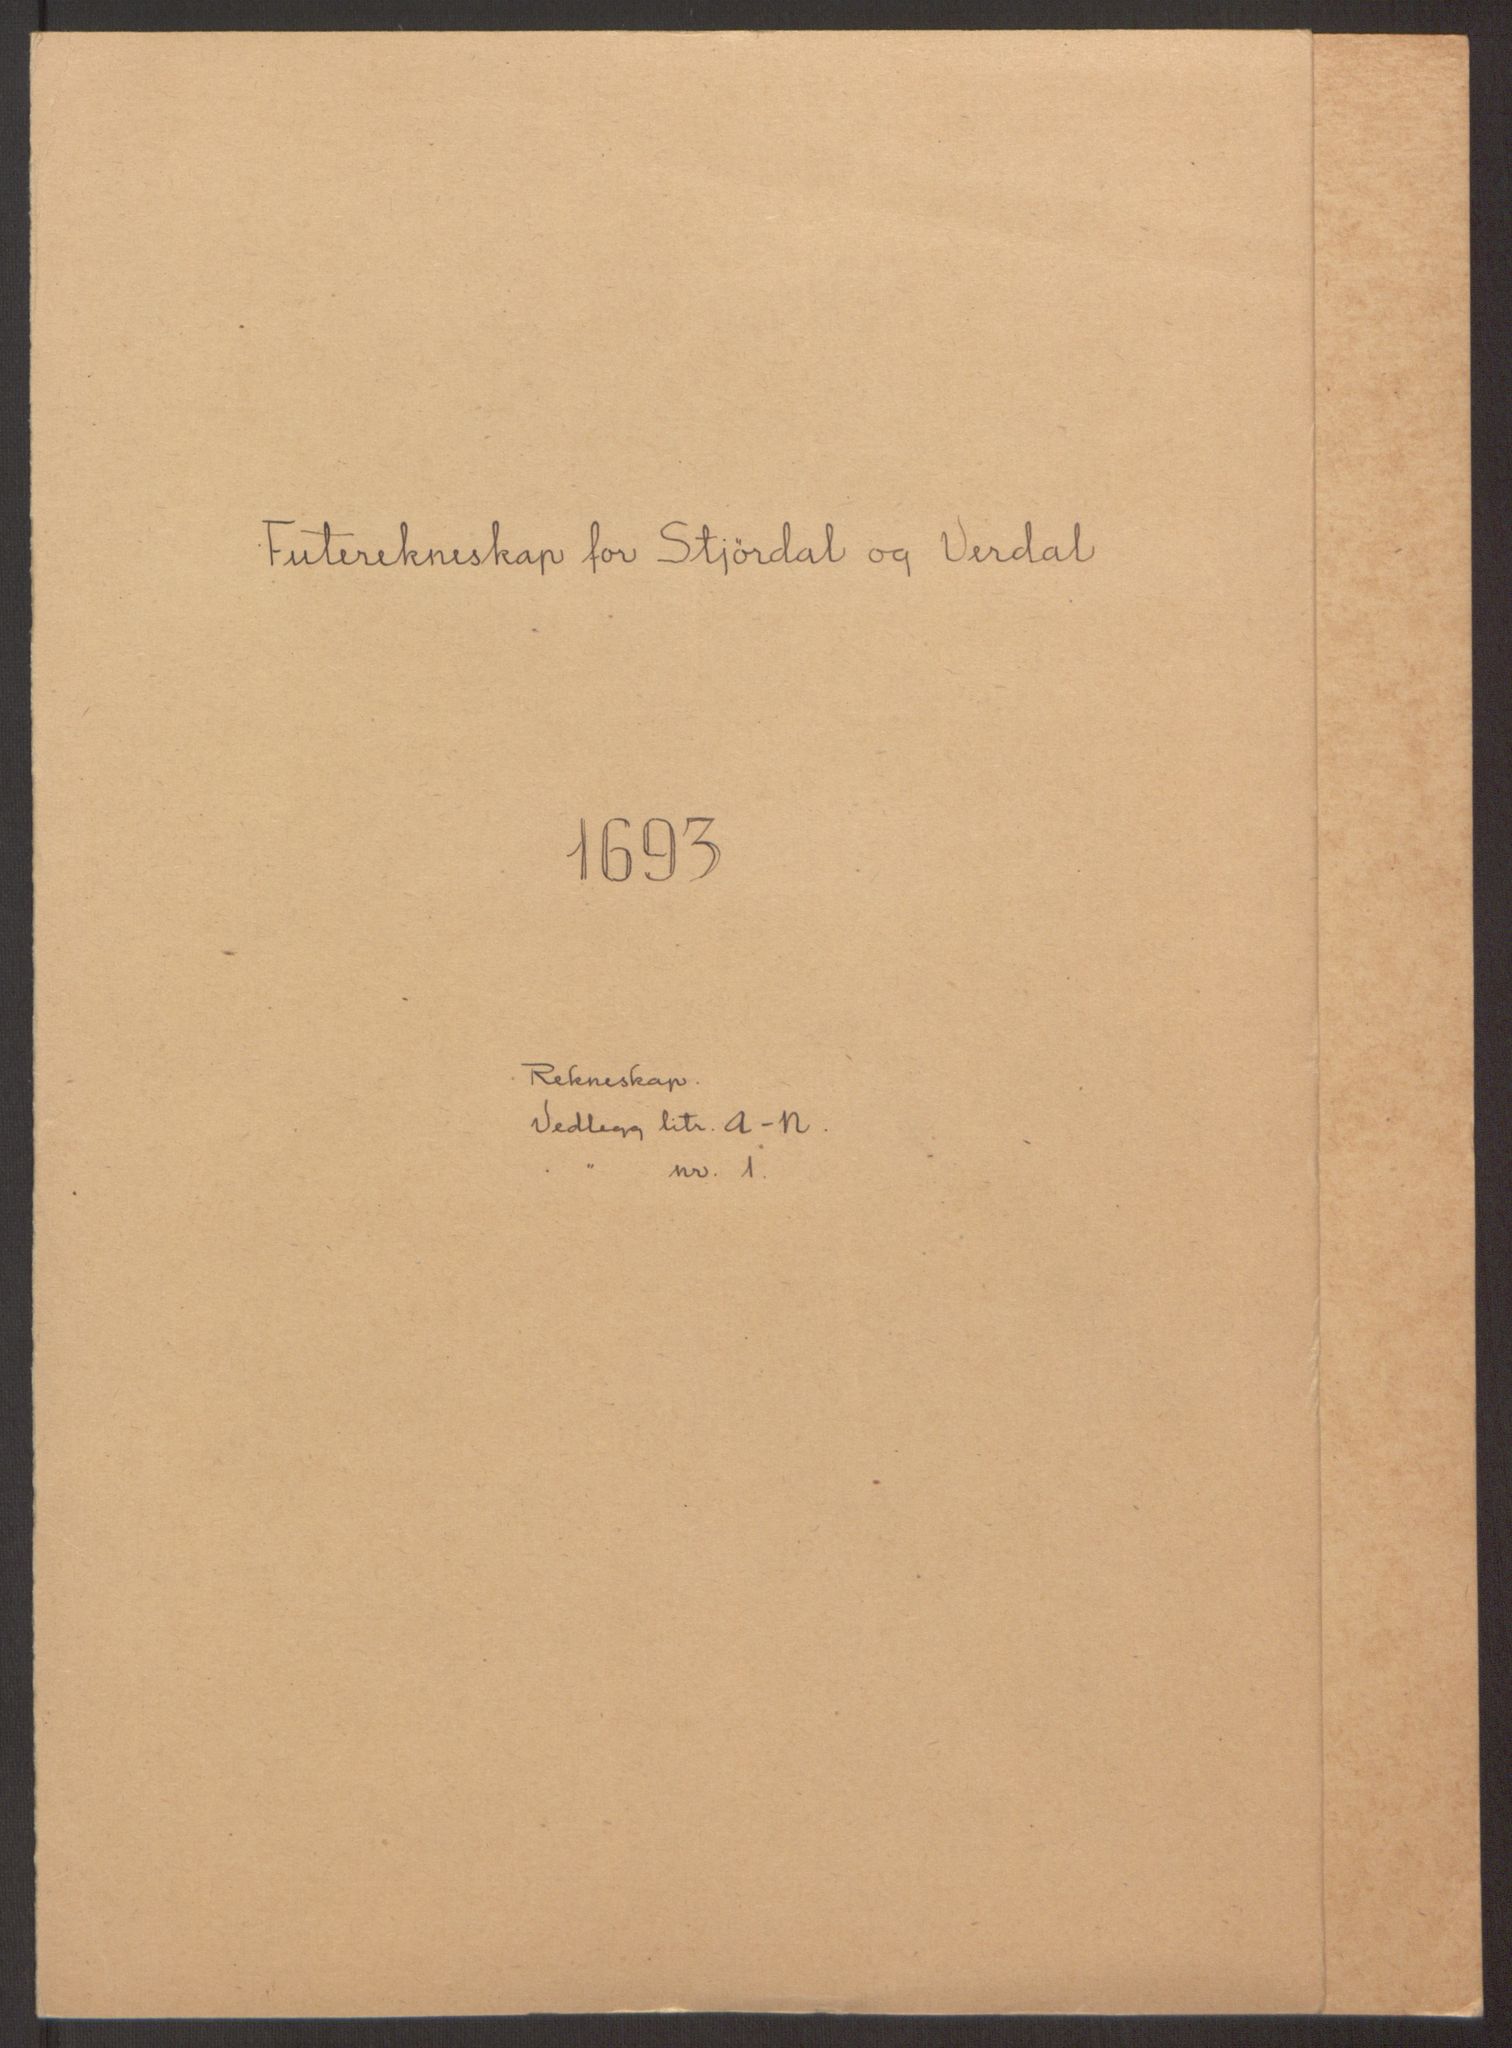 Futerekneskap for Stjördal og Verdal
1693
Rekneskap.
Vedlegg litr. A-N.
" nr. 1.